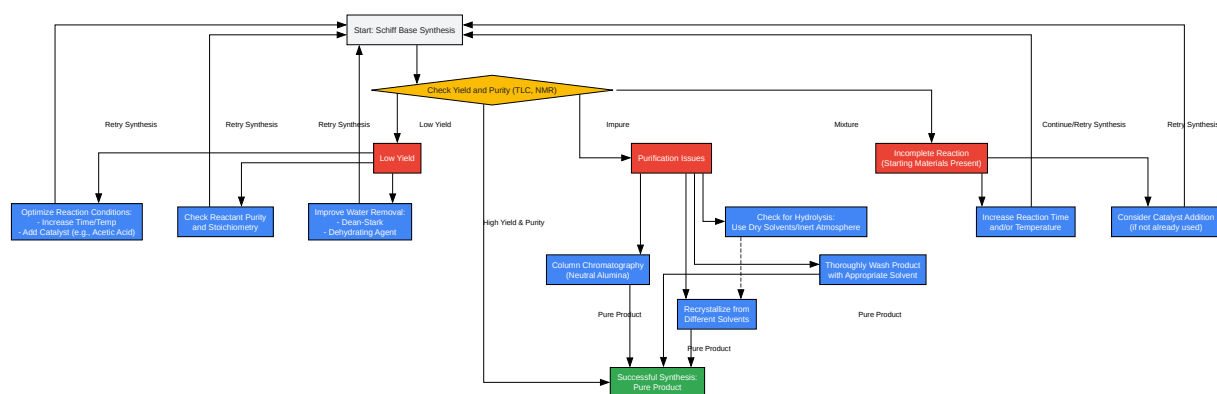 Start: Schiff Base Synthesis
Check Yield and Purity (TLC, NMR)
Retry Synthesis
Retry Synthesis
Retry Synthesis
Low Yield
Impure
Mixture
Continue/Retry Synthesis
Retry Synthesis
Low Yield
Purification Issues
Incomplete Reaction
(Starting Materials Present)
Optimize Reaction Conditions:
- Increase Time/Temp
- Add Catalyst (e.g., Acetic Acid)
Check Reactant Purity
and Stoichiometry
Improve Water Removal:
- Dean-Stark
- Dehydrating Agent
High Yield & Purity
Check for Hydrolysis:
Use Dry Solvents/Inert Atmosphere
Increase Reaction Time
and/or Temperature
Consider Catalyst Addition
(if not already used)
Column Chromatography
(Neutral Alumina)
Thoroughly Wash Product
with Appropriate Solvent
Recrystallize from
Different Solvents
Pure Product
Pure Product
Pure Product
Successful Synthesis:
Pure Product